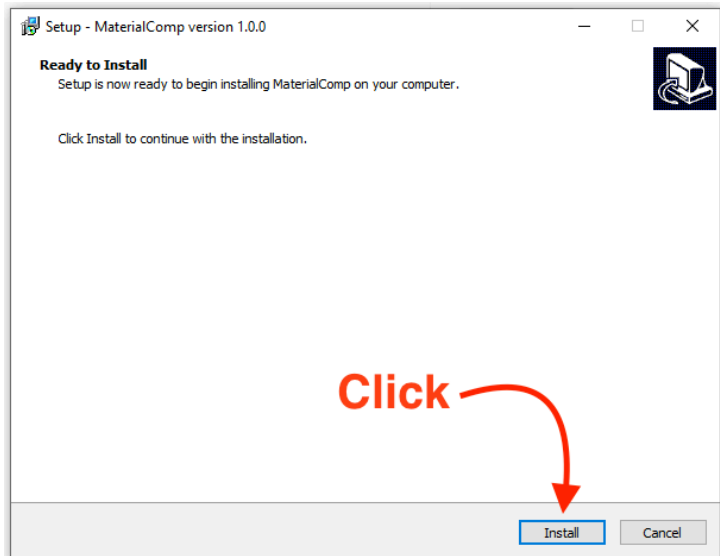 Setup - MaterialComp version 1.0.0
Ready to Install
Setup is now ready to begin installing MaterialComp on your computer.
Click Install to continue with the installation.
Click
Install
Cancel